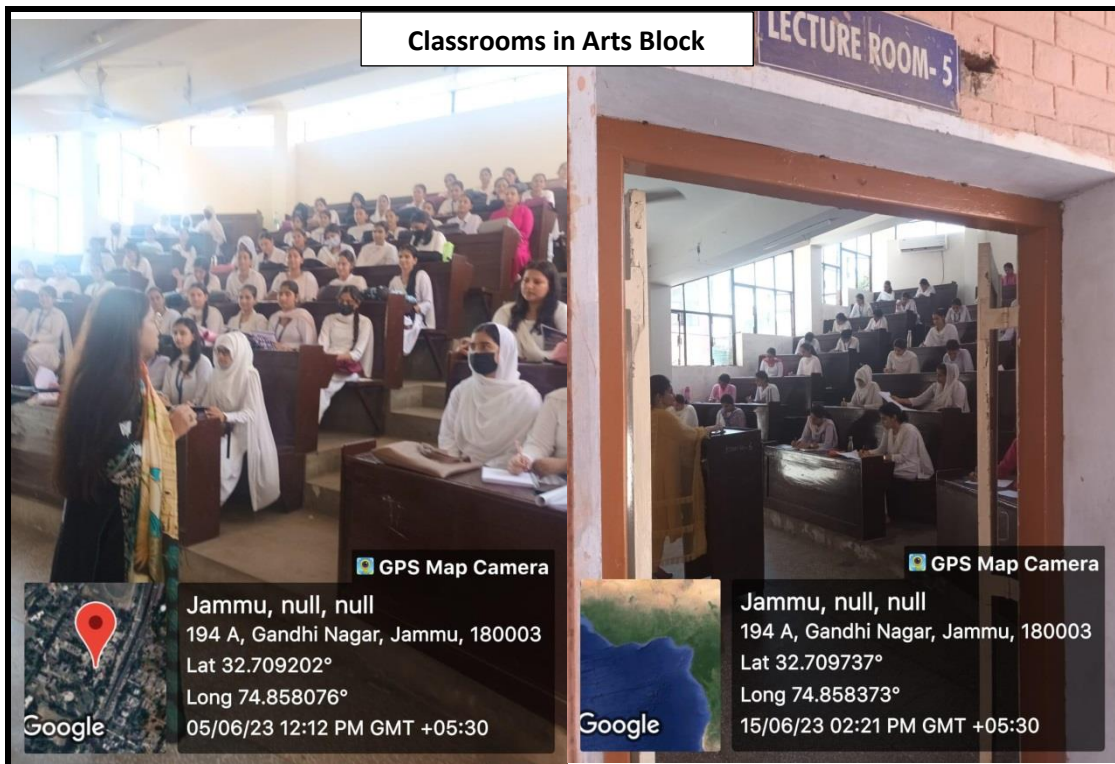 Classrooms in Arts Block
LECTURE ROOM- 5
GPS Map Camera
Jammu, null, null
194 A, Gandhi Nagar, Jammu, 180003
Lat 32.709202°
Long 74.858076°
05/06/23 12:12 PM GMT +05:30
Google
GPS Map Camera
Jammu, null, null
194 A, Gandhi Nagar, Jammu, 180003
Lat 32.709737°
Long 74.858373°
15/06/23 02:21 PM GMT +05:30
Google